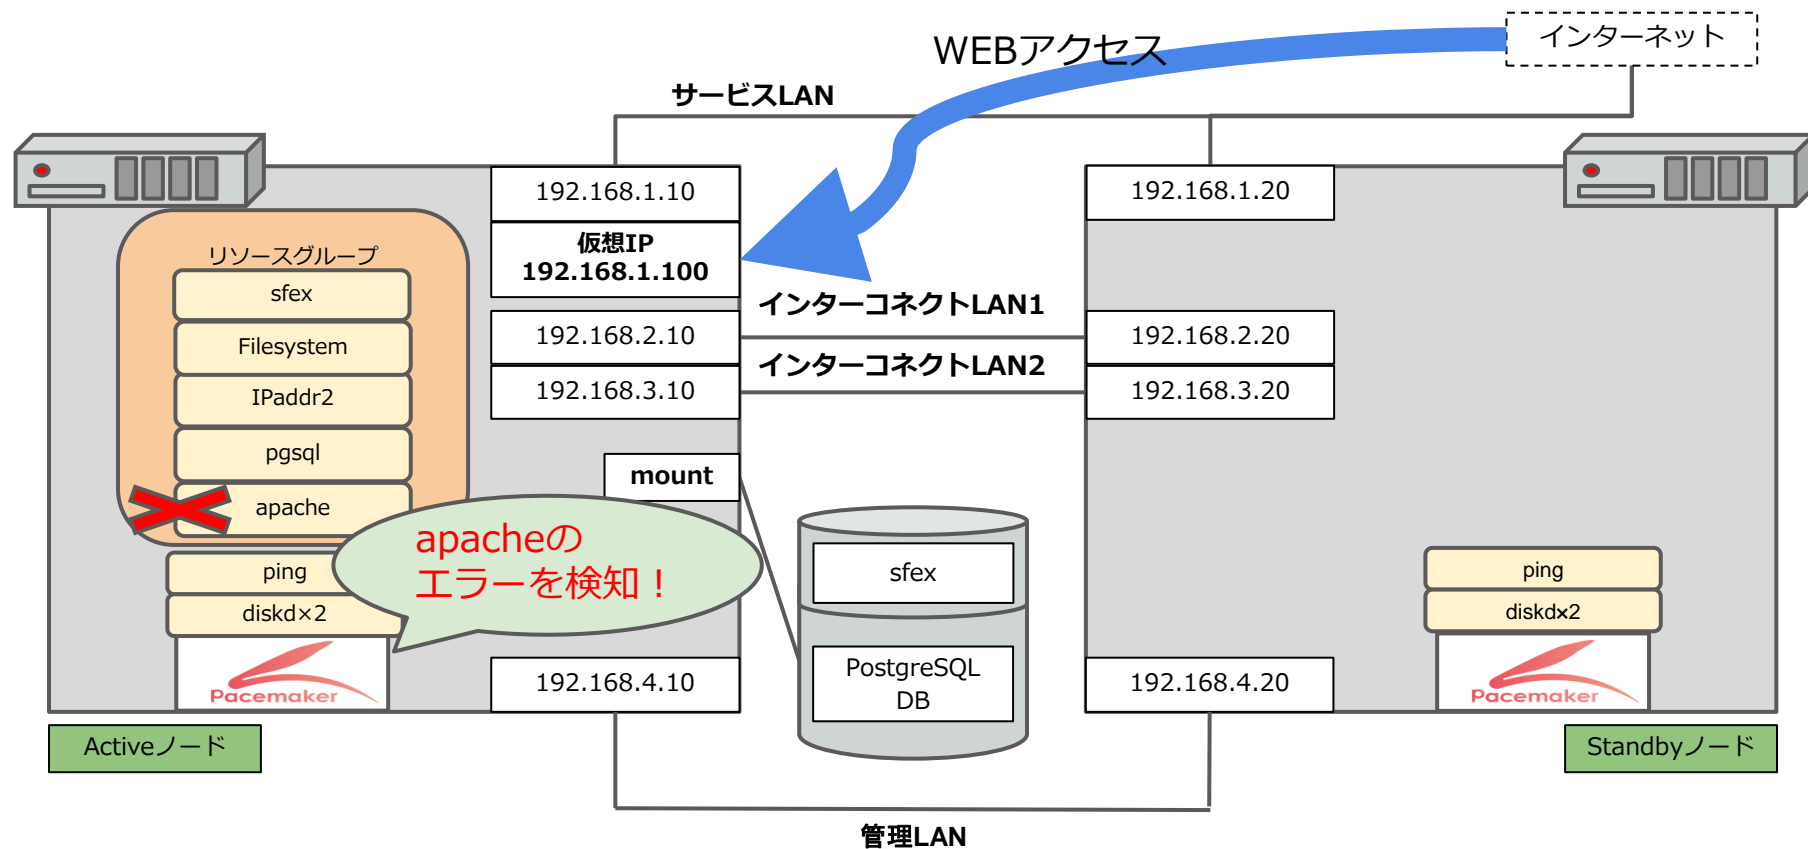 インターネット
WEBアクセス
サービスLAN
192.168.1.10
仮想IP
192.168.1.100
192.168.2.10
192.168.3.10
リソースグループ
sfex
Filesystem
IPaddr2
pgsql
apache
ping
diskd×2
Pacemaker
apacheの
エラーを検知！
mount
192.168.4.10
Activeノード
インターコネクトLAN1
インターコネクトLAN2
sfex
PostgreSQL
DB
192.168.1.20
192.168.2.20
192.168.3.20
192.168.4.20
ping
diskd×2
Pacemaker
Standbyノード
管理LAN